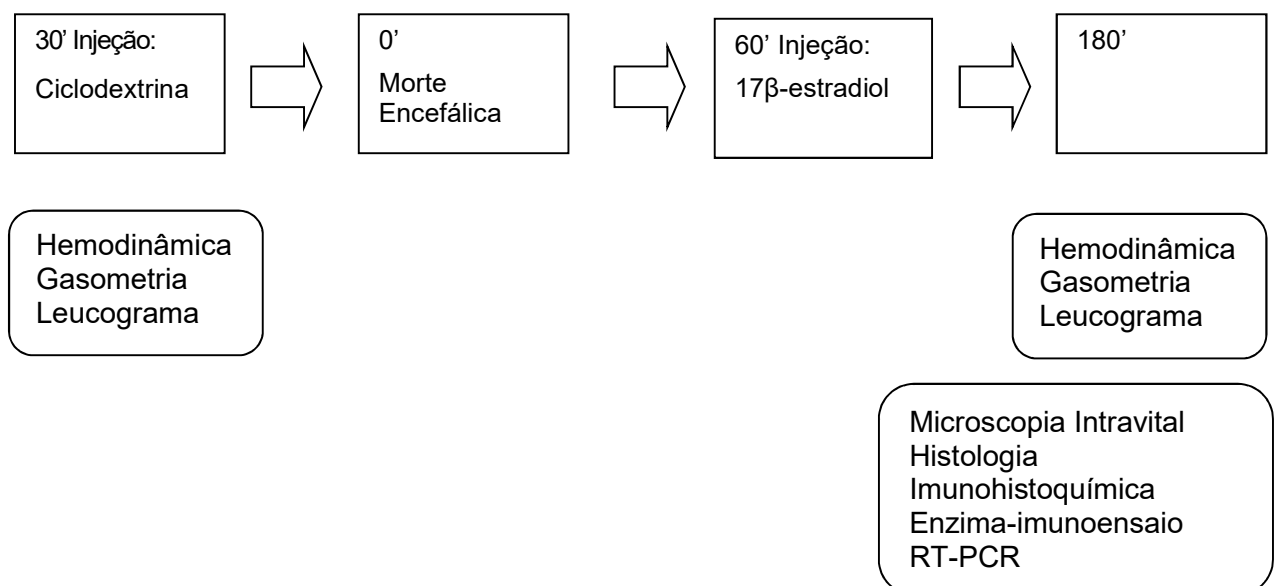 30’ Injeção:
Ciclodextrina
0’
Morte
Encefálica
60’ Injeção:
17β-estradiol
180’
Hemodinâmica
Gasometria
Leucograma
Hemodinâmica
Gasometria
Leucograma
Microscopia Intravital
Histologia
Imunohistoquímica
Enzima-imunoensaio
RT-PCR